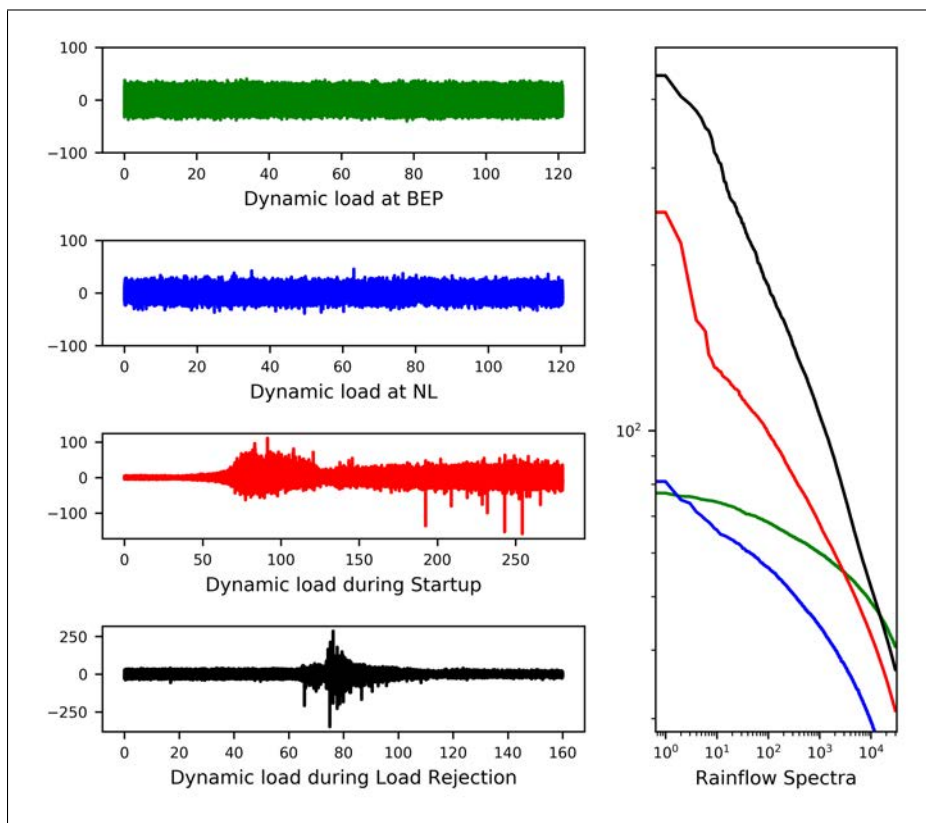 100
0
−100
0 20 40 60 80 100 120
Dynamic load at BEP
100
0
−100
0 20 40 60 80 100 120
Dynamic load at NL
100
0
−100
0 50 100 150 200 250
Dynamic load during Startup
250
0
−250
0 20 40 60 80 100 120 140 160
Dynamic load during Load Rejection
10²
10⁰ 10¹ 10² 10³ 10⁴
Rainflow Spectra